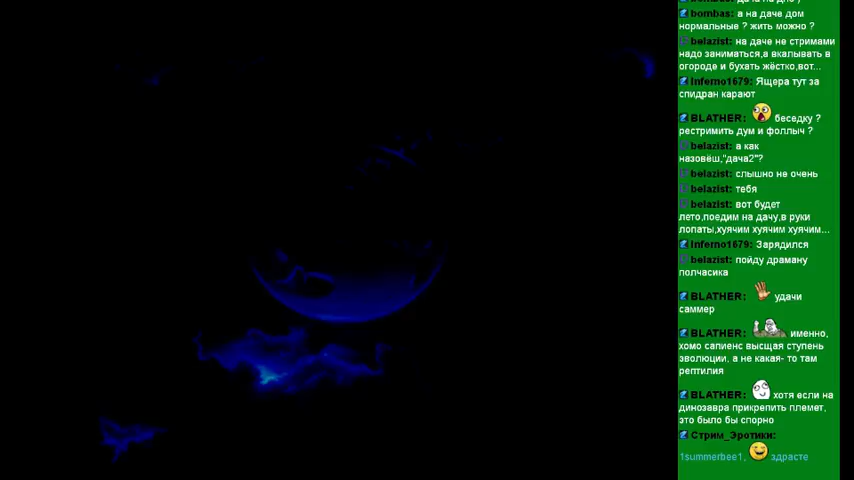 bombas: а на даче дом
нормальные ? жить можно ?
belazist: на даче не стримами
надо заниматься,а вкалывать в
огороде и бухать жёстко,вот...
Inferno1679: Ящера тут за
спидран карают
BLATHER: беседку ?
рестримить дум и фоллыч ?
belazist: а как
назовёш,"дача2"?
belazist: слышно не очень
belazist: тебя
belazist: вот будет
лето,поедим на дачу,в руки
лопаты,хуячим хуячим хуячим...
Inferno1679: Зарядился
belazist: пойду драману
полчасика
BLATHER: удачи
саммер
BLATHER: именно,
хомо сапиенс высщая ступень
эволюции, а не какая- то там
рептилия
BLATHER: хотя если на
динозавра прикрепить племет,
это было бы спорно
Стрим_Эротики:
1summerbee1, здрасте